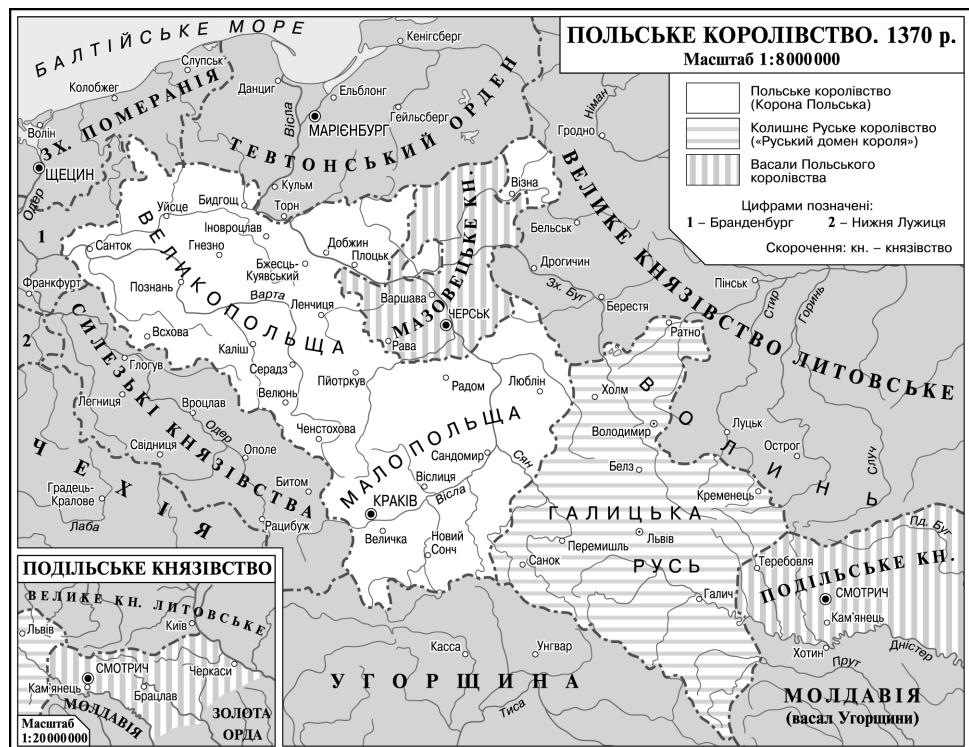 ПОЛЬСЬКЕ КОРОЛІВСТВО. 1370 р.
Масштаб 1:8000000
Польське королівство
(Корона Польська)
Колишнє Руське королівство
(«Руський домен короля»)
Васали Польського
королівства
Цифрами позначені:
1 – Бранденбург 2 – Нижня Лужиця
Скорочення: кн. – князівство
БАЛТІЙСЬКЕ МОРЕ
Кенігсберг
Слупськ
Колобжег
Данциг
Ельблонг
Гейльсберг
МАРІЄНБУРГ
Вісла
Волін
ЗХ. ПОМЕРАНІЯ
ЩЕЦИН
Одер
ТЕВТОНСЬКИЙ ОРДЕН
Німан
Гродно
Кульм
Торн
Візна
Уйсце
Бидгощ
Іновроцлав
Гнезно
Санток
Добжин
Плоцьк
Бжесць-
Куявський
Бельськ
Дрогичин
Зх. Буг
Берестя
Пінськ
Стир
Горинь
1
Франкфурт
Познань
Варта
Ленчиця
Варшава
ЧЕРСЬК
Рава
МАЗОВЕЦЬКЕ КН.
ВЕЛИКЕ КНЯЗІВСТВО ЛИТОВСЬКЕ
ВЕЛИКОПОЛЬЩА
2
Всхова
Каліш
Серадз
Пйотркув
Велюнь
Радом
Люблін
Ратно
Холм
Володимир
Луцьк
Острог
Случ
ВОЛИНЬ
Глогув
Легниця
Вроцлав
Одер
Свідниця
Ополе
Битом
Рацибуж
СИЛЕЗЬКІ КНЯЗІВСТВА
Ченстохова
МАЛОПОЛЬЩА
Сандомир
Сян
Вісліця
Вісла
КРАКІВ
Величка
Новий
Сонч
Белз
Кременець
ГАЛИЦЬКА
РУСЬ
Львів
Перемишль
Санок
Галич
Теребовля
Пд. Буг
ПОДІЛЬСЬКЕ КН.
СМОТРИЧ
Кам'янець
Хотин
Дністер
Прут
ЧЕХІЯ
Градець-
Кралове
Лаба
Касса
Унгвар
УГОРЩИНА
Тиса
МОЛДАВІЯ
(васал Угорщини)
ПОДІЛЬСЬКЕ КНЯЗІВСТВО
ВЕЛИКЕ КН. ЛИТОВСЬКЕ
Київ
Львів
СМОТРИЧ
Черкаси
Кам'янець
Брацлав
МОЛДАВІЯ
ЗОЛОТА
ОРДА
Масштаб
1:20000000